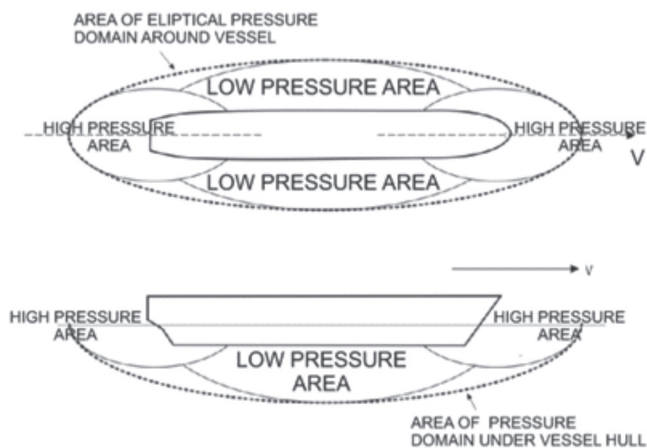 AREA OF ELIPTICAL PRESSURE
DOMAIN AROUND VESSEL
LOW PRESSURE AREA
HIGH PRESSURE
AREA
HIGH PRESSURE
AREA
V
LOW PRESSURE AREA
V
HIGH PRESSURE
AREA
HIGH PRESSURE
AREA
LOW PRESSURE
AREA
AREA OF PRESSURE
DOMAIN UNDER VESSEL HULL